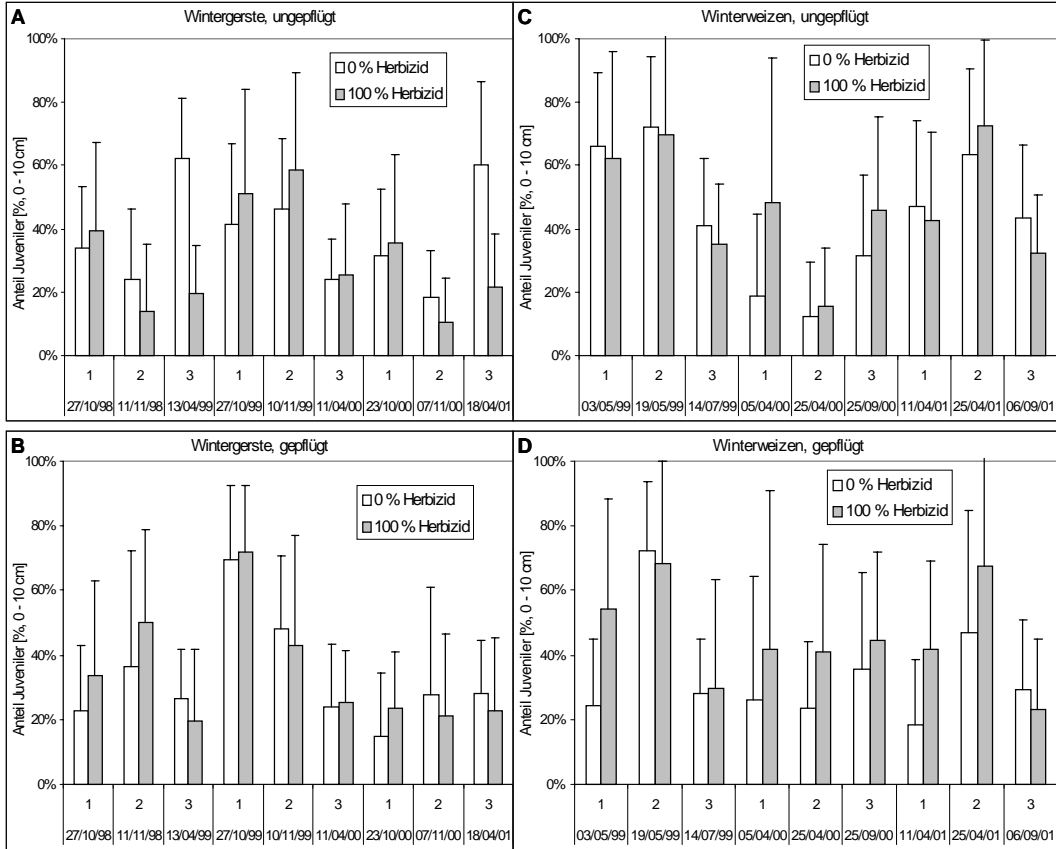 A Wintergerste, ungepflügt
Anteil Juveniler [%, 0 - 10 cm]
100%
80%
60%
40%
20%
0%
0 % Herbizid
100 % Herbizid
1 2 3 1 2 3 1 2 3
27/10/98 11/11/98 13/04/99 27/10/99 10/11/99 11/04/00 23/10/00 07/11/00 18/04/01
C Winterweizen, ungepflügt
Anteil Juveniler [%, 0 - 10 cm]
100%
80%
60%
40%
20%
0%
0 % Herbizid
100 % Herbizid
1 2 3 1 2 3 1 2 3
03/05/99 19/05/99 14/07/99 05/04/00 25/04/00 25/09/00 11/04/01 25/04/01 06/09/01
B Wintergerste, gepflügt
Anteil Juveniler [%, 0 - 10 cm]
100%
80%
60%
40%
20%
0%
0 % Herbizid
100 % Herbizid
1 2 3 1 2 3 1 2 3
27/10/98 11/11/98 13/04/99 27/10/99 10/11/99 11/04/00 23/10/00 07/11/00 18/04/01
D Winterweizen, gepflügt
Anteil Juveniler [%, 0 - 10 cm]
100%
80%
60%
40%
20%
0%
0 % Herbizid
100 % Herbizid
1 2 3 1 2 3 1 2 3
03/05/99 19/05/99 14/07/99 05/04/00 25/04/00 25/09/00 11/04/01 25/04/01 06/09/01